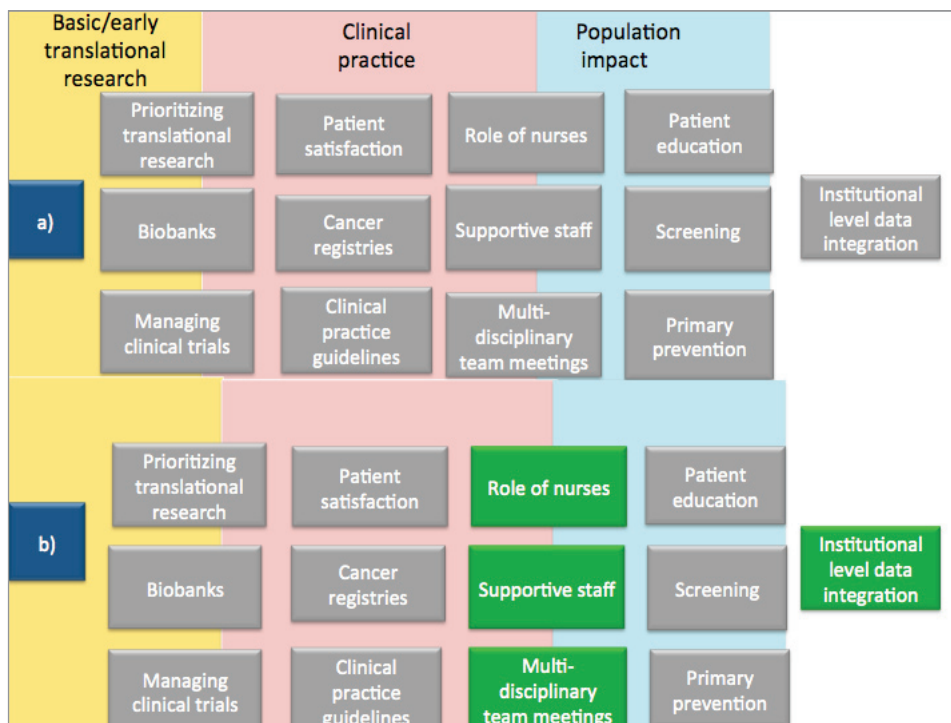 Basic/early
translational
research
Clinical
practice
Population
impact
Prioritizing
translational
research
Patient
satisfaction
Role of nurses
Patient
education
a)
Biobanks
Cancer
registries
Supportive staff
Screening
Institutional
level data
integration
Managing
clinical trials
Clinical
practice
guidelines
Multi-
disciplinary
team meetings
Primary
prevention
Prioritizing
translational
research
Patient
satisfaction
Role of nurses
Patient
education
b)
Biobanks
Cancer
registries
Supportive staff
Screening
Institutional
level data
integration
Managing
clinical trials
Clinical
practice
guidelines
Multi-
disciplinary
team meetings
Primary
prevention